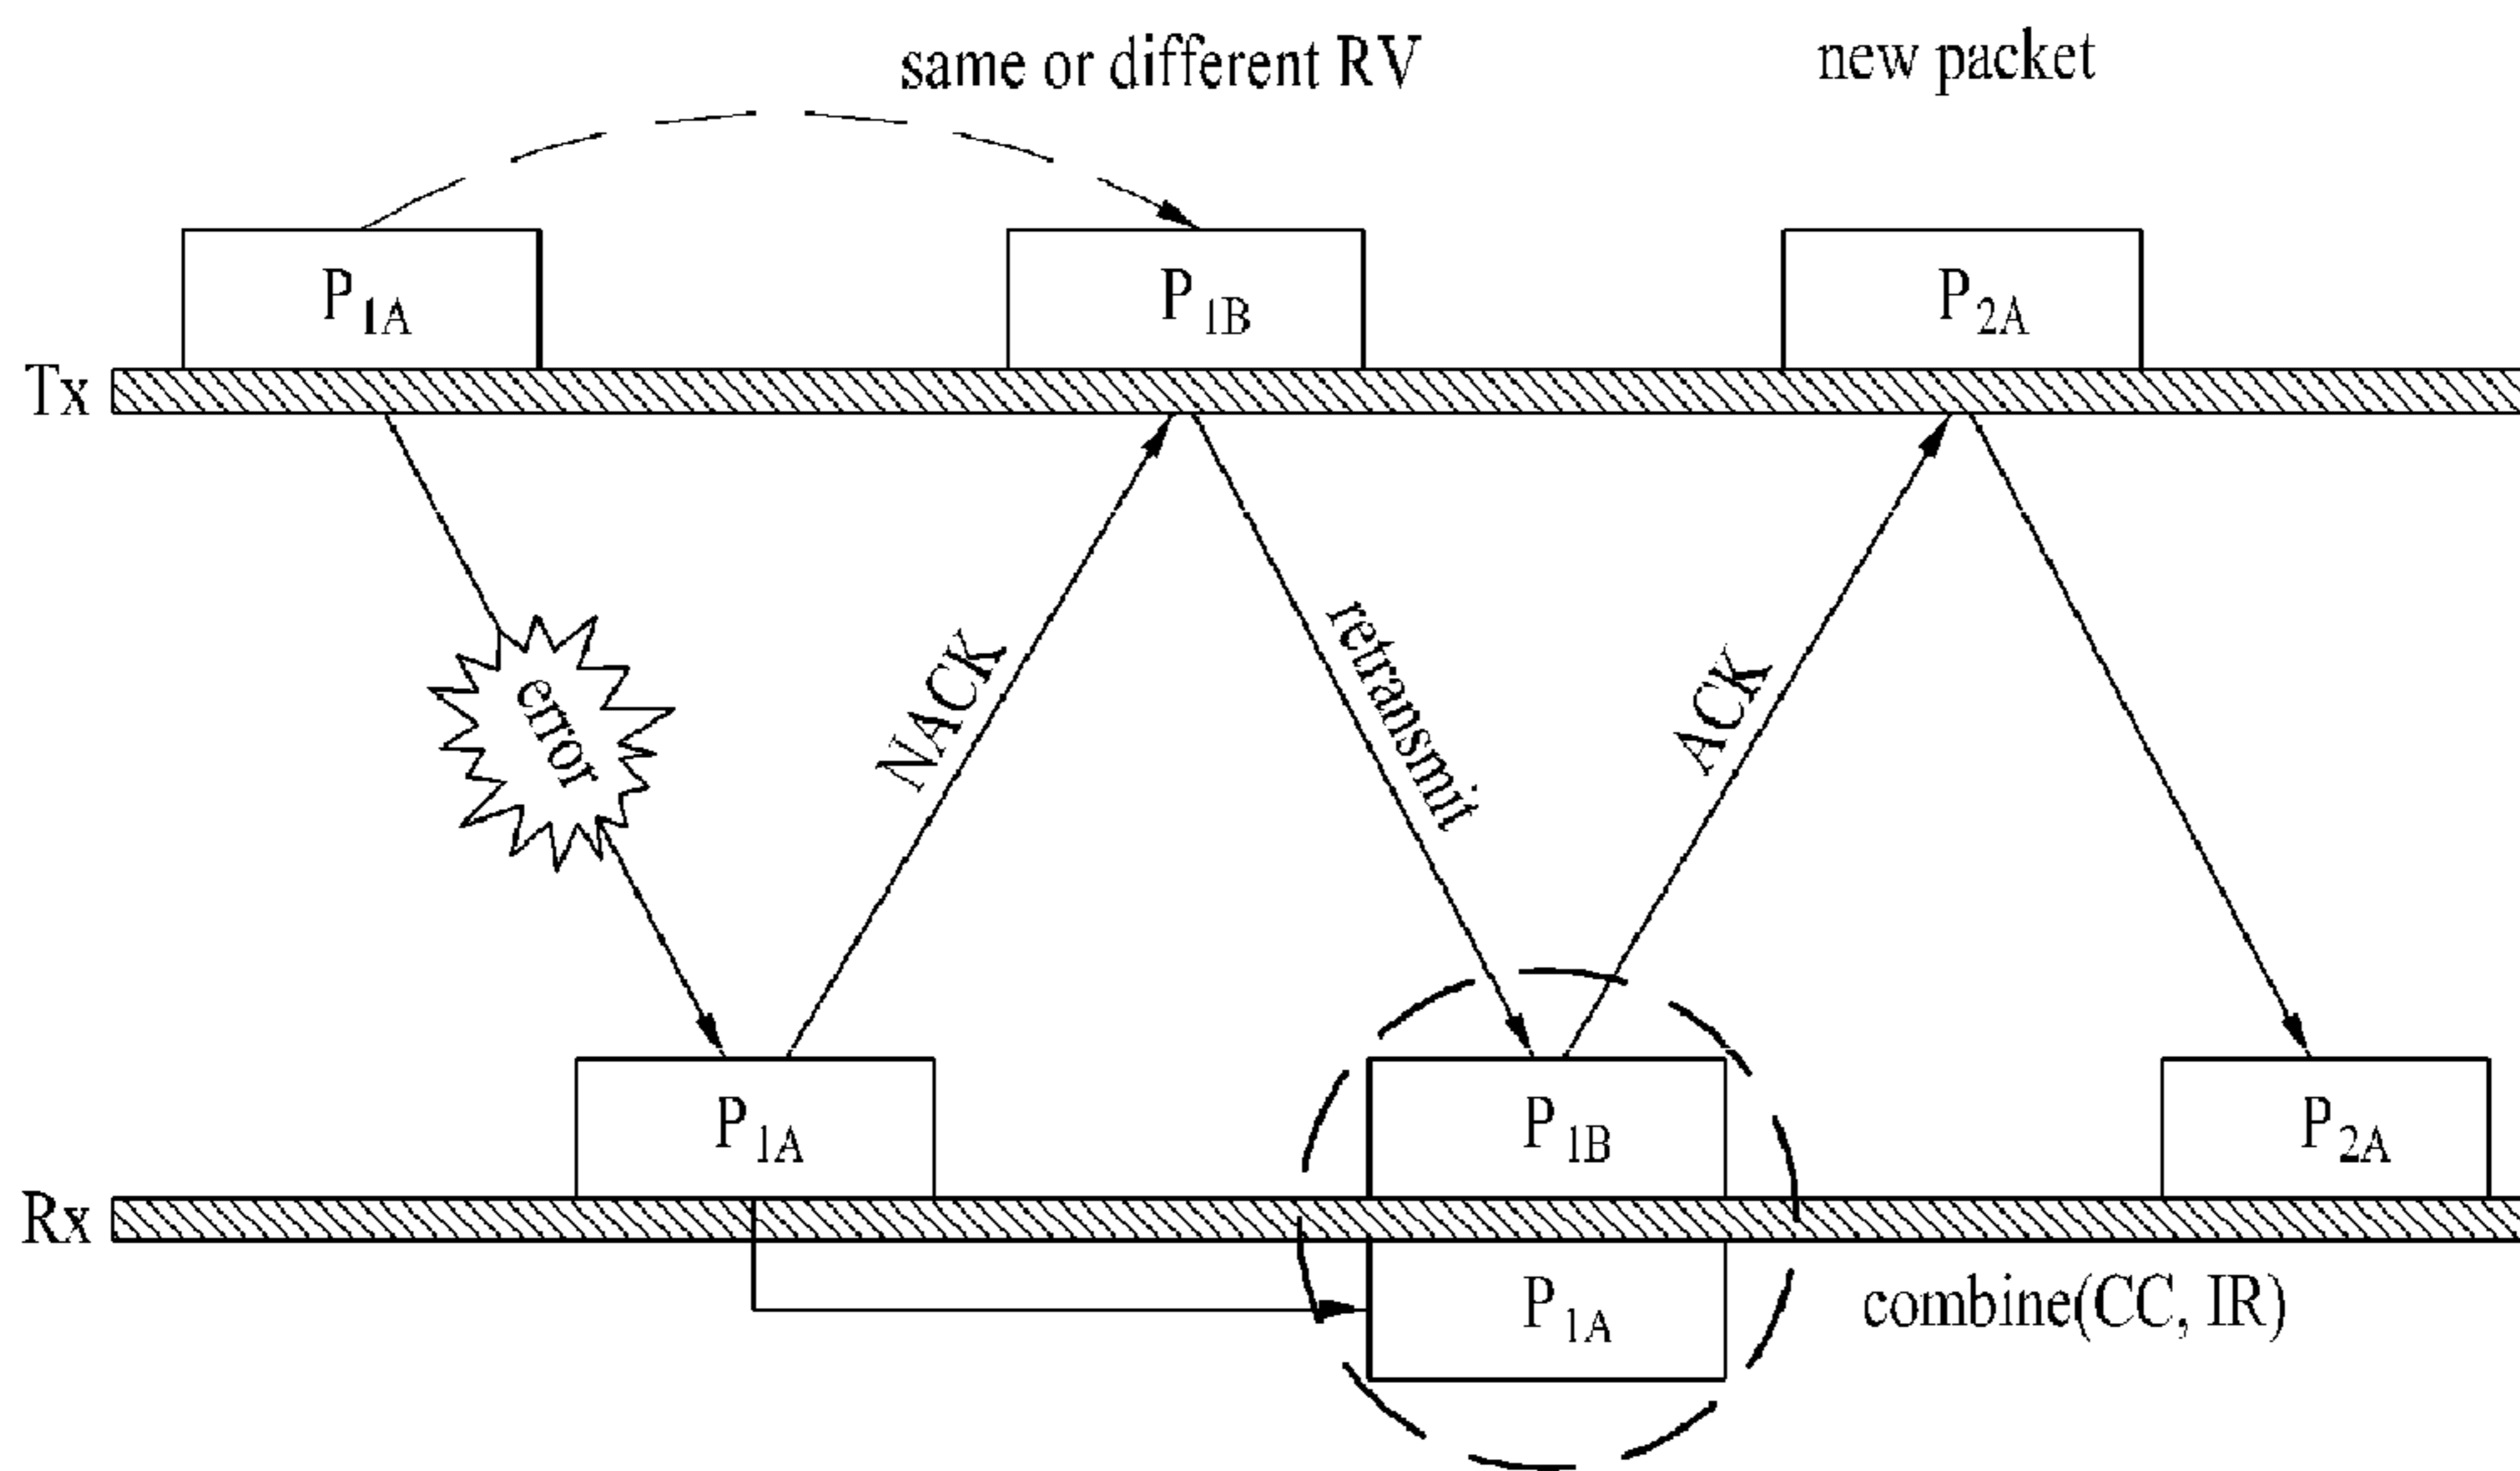 same or different RV
new packet
P1A
P1B
P2A
Tx
error
NACK
retransmit
ACK
P1A
P1B
P2A
Rx
P1A
combine(CC, IR)